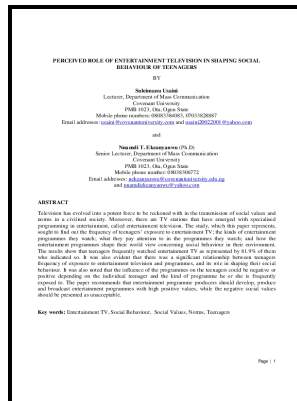 PERCEIVED ROLE OF ENTERTAINMENT TELEVISION IN SHAPING SOCIAL
BEHAVIOUR OF TEENAGERS
BY
Suleimanu Usaini
Lecturer, Department of Mass Communication
Covenant University
PMB 1023, Ota, Ogun State
Mobile phone numbers: 08083584083, 07033828887
Email addresses: usaini@covenantuniversity.com and usaini20022001@yahoo.com
and
Nnamdi T. Ekeanyanwu (Ph.D)
Senior Lecturer, Department of Mass Communication
Covenant University
PMB 1023, Ota, Ogun State
Mobile phone number: 08038306772
Email addresses: nekeanyanwu@covenantuniversity.edu.ng
and nnamdiekeanyanwu@yahoo.com
ABSTRACT
Television has evolved into a potent force to be reckoned with in the transmission of social values and
norms in a civilised society. Moreover, there are TV stations that have emerged with specialised
programming in entertainment, called entertainment television. The study, which this paper represents,
sought to find out the frequency of teenagers' exposure to entertainment TV; the kinds of entertainment
programmes they watch; what they pay attention to in the programmes they watch; and how the
entertainment programmes shape their world view concerning social behaviour in their environment.
The results show that teenagers frequently watched entertainment TV as represented by 81.9% of them
who indicated so. It was also evident that there was a significant relationship between teenagers
frequency of exposure to entertainment television and programmes, and its role in shaping their social
behaviour. It was also noted that the influence of the programmes on the teenagers could be negative or
positive depending on the individual teenager and the kind of programme he or she is frequently
exposed to. The paper recommends that entertainment programme producers should develop, produce
and broadcast entertainment programmes with high positive values, while the negative social values
should be presented as unacceptable.
Key words: Entertainment TV, Social Behaviour, Social Values, Norms, Teenagers
Page | 1